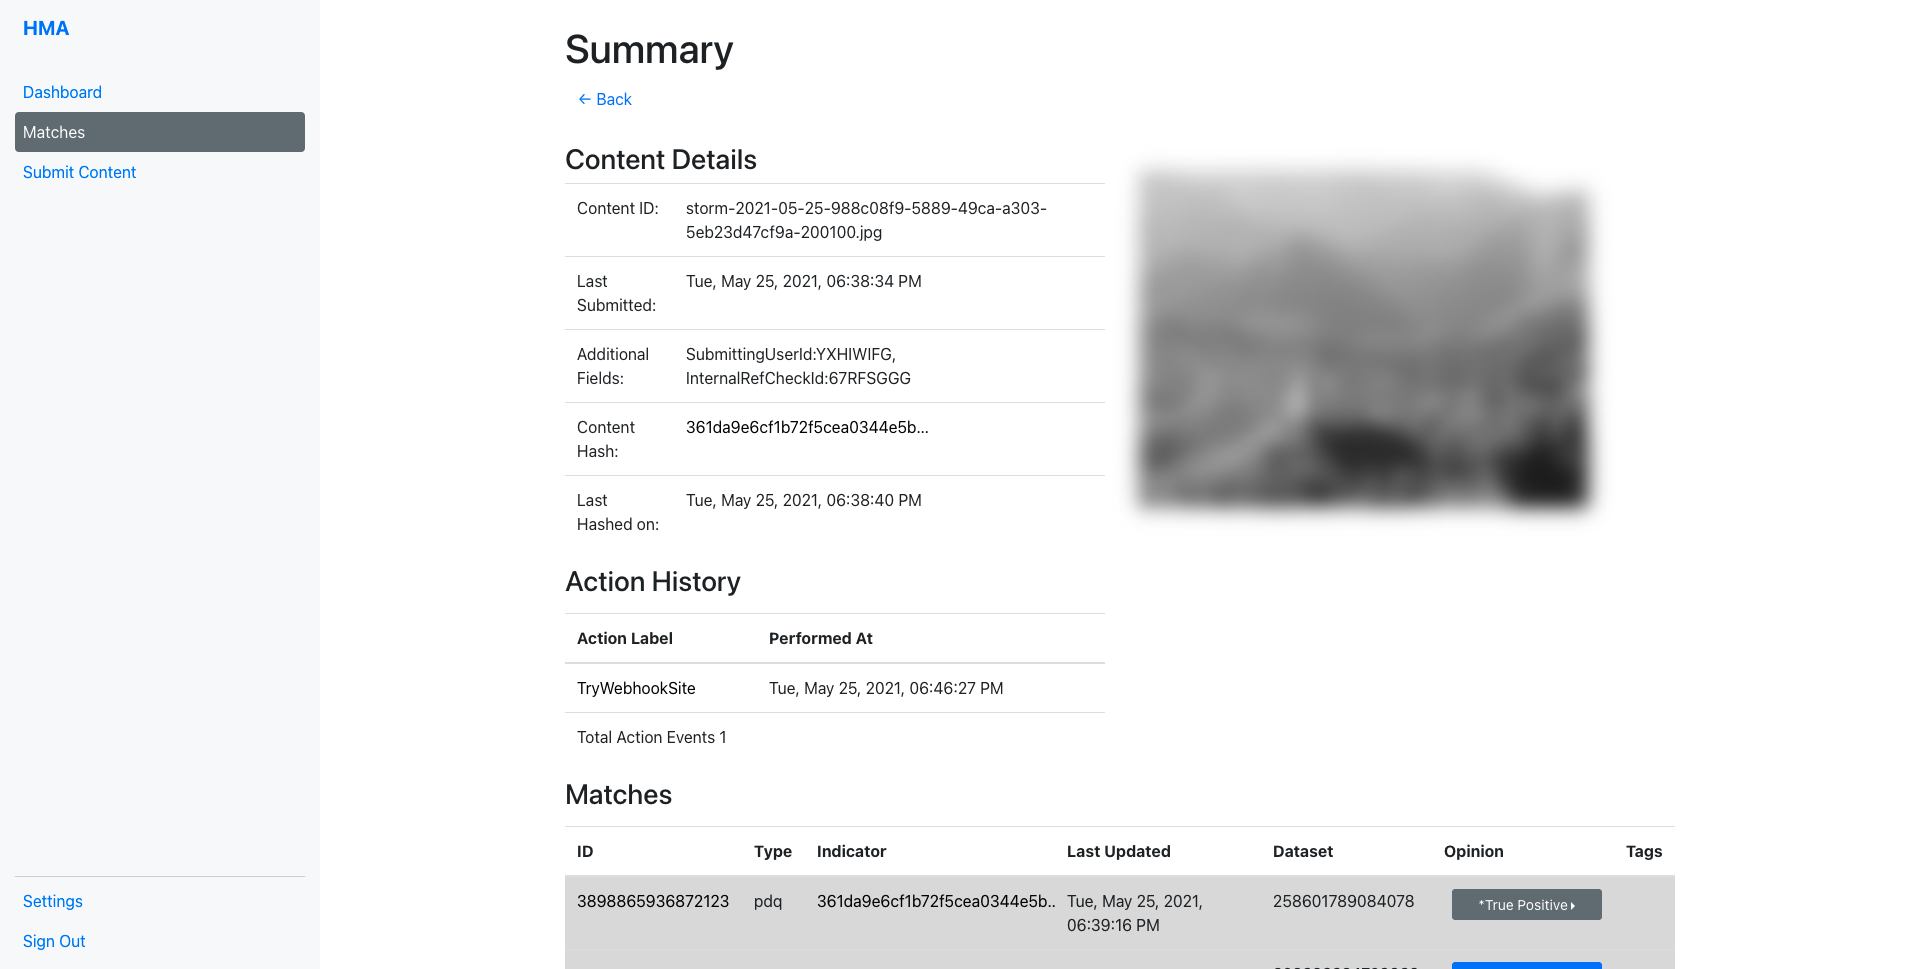 HMA
Dashboard
Matches
Submit Content
Settings
Sign Out
Summary
← Back
Content Details
Content ID: storm-2021-05-25-988c08f9-5889-49ca-a303-
5eb23d47cf9a-200100.jpg
Last Tue, May 25, 2021, 06:38:34 PM
Submitted:
Additional SubmittingUserId:YXHIWIFG,
Fields: InternalRefCheckId:67RFSGGG
Content 361da9e6cf1b72f5cea0344e5b...
Hash:
Last Tue, May 25, 2021, 06:38:40 PM
Hashed on:
Action History
Action Label Performed At
TryWebhookSite Tue, May 25, 2021, 06:46:27 PM
Total Action Events 1
Matches
ID Type Indicator Last Updated Dataset Opinion Tags
3898865936872123 pdq 361da9e6cf1b72f5cea0344e5b.. Tue, May 25, 2021, 258601789084078 *True Positive
06:39:16 PM